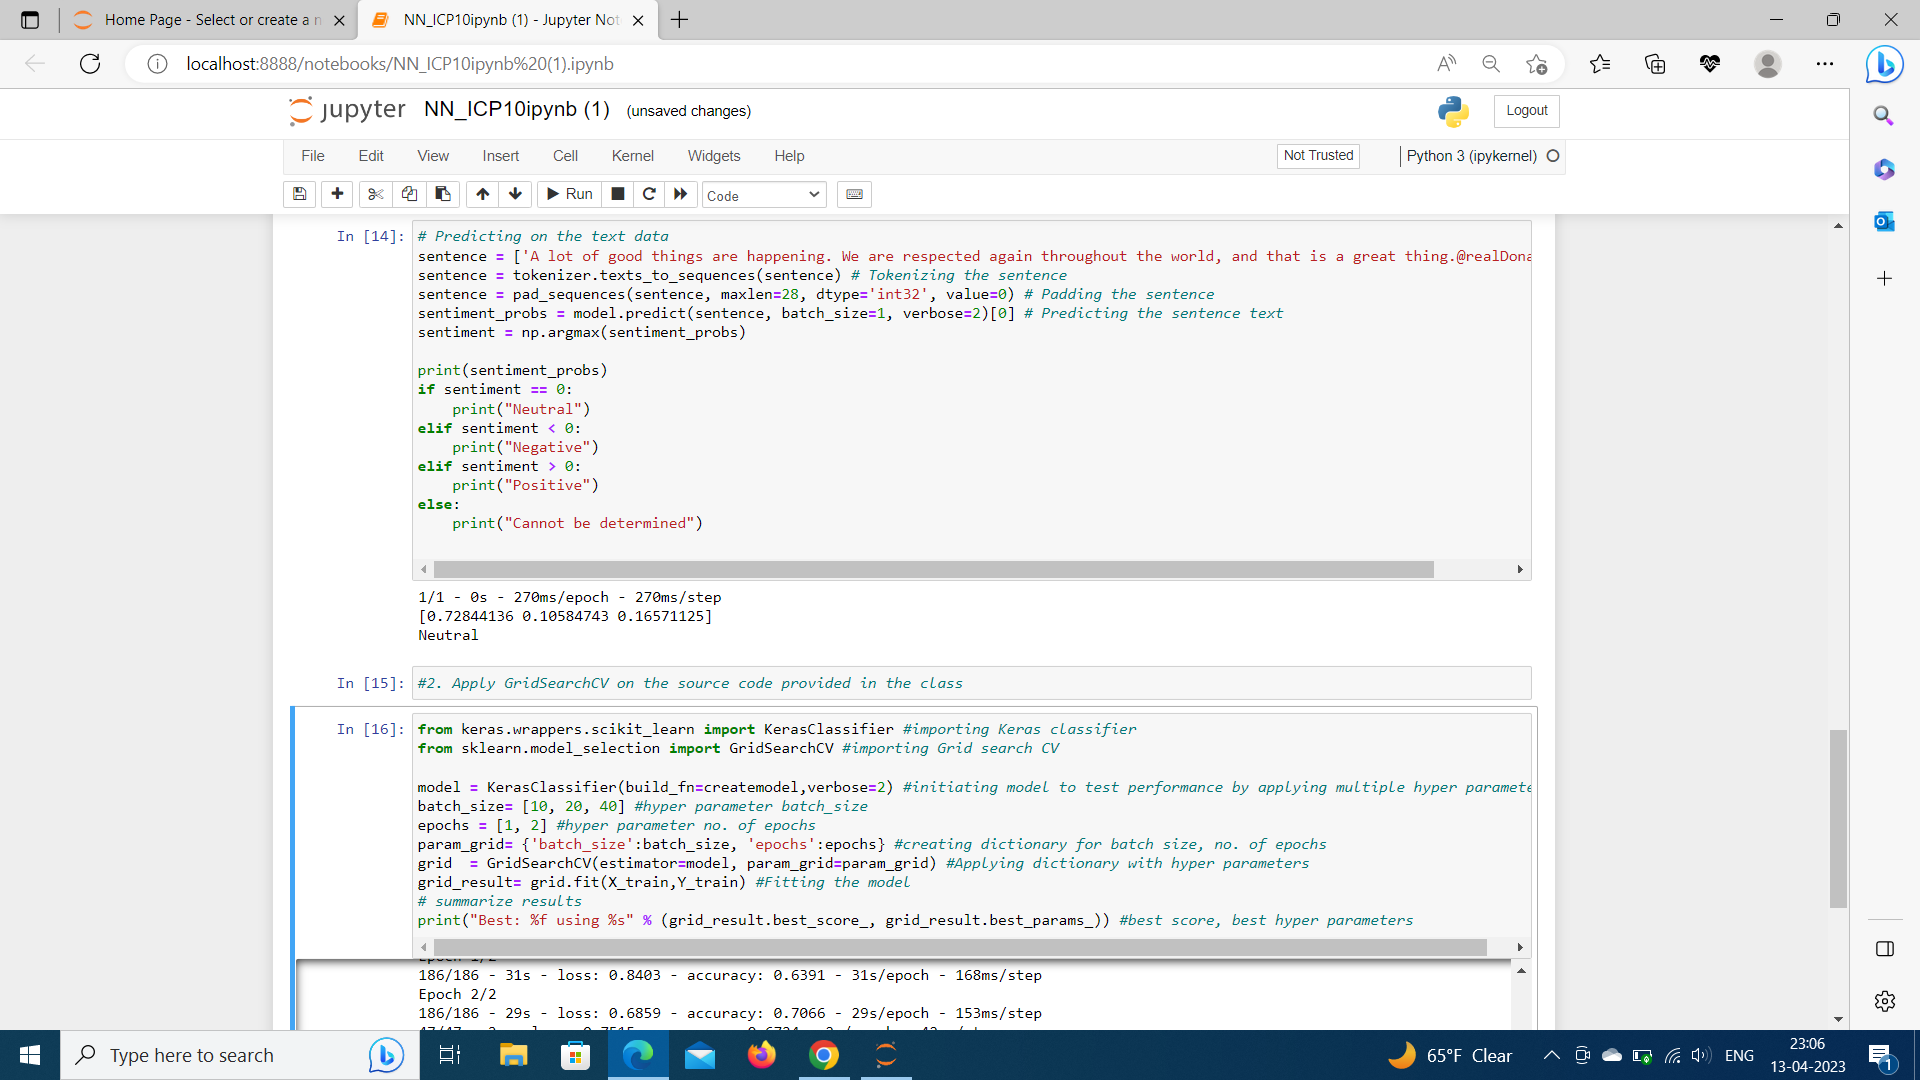 Home Page - Select or create a n
NN_ICP10ipynb (1) - Jupyter Not
localhost:8888/notebooks/NN_ICP10ipynb%20(1).ipynb
jupyter NN_ICP10ipynb (1) (unsaved changes)
Logout
File Edit View Insert Cell Kernel Widgets Help
Not Trusted
Python 3 (ipykernel)
Run
Code
In [14]:
# Predicting on the text data
sentence = ['A lot of good things are happening. We are respected again throughout the world, and that is a great thing.@realDona
sentence = tokenizer.texts_to_sequences(sentence) # Tokenizing the sentence
sentence = pad_sequences(sentence, maxlen=28, dtype='int32', value=0) # Padding the sentence
sentiment_probs = model.predict(sentence, batch_size=1, verbose=2)[0] # Predicting the sentence text
sentiment = np.argmax(sentiment_probs)
print(sentiment_probs)
if sentiment == 0:
    print("Neutral")
elif sentiment < 0:
    print("Negative")
elif sentiment > 0:
    print("Positive")
else:
    print("Cannot be determined")
1/1 - 0s - 270ms/epoch - 270ms/step
[0.72844136 0.10584743 0.16571125]
Neutral
In [15]:
#2. Apply GridSearchCV on the source code provided in the class
In [16]:
from keras.wrappers.scikit_learn import KerasClassifier #importing Keras classifier
from sklearn.model_selection import GridSearchCV #importing Grid search CV
model = KerasClassifier(build_fn=createmodel,verbose=2) #initiating model to test performance by applying multiple hyper paramete
batch_size= [10, 20, 40] #hyper parameter batch_size
epochs = [1, 2] #hyper parameter no. of epochs
param_grid= {'batch_size':batch_size, 'epochs':epochs} #creating dictionary for batch size, no. of epochs
grid  = GridSearchCV(estimator=model, param_grid=param_grid) #Applying dictionary with hyper parameters
grid_result= grid.fit(X_train,Y_train) #Fitting the model
# summarize results
print("Best: %f using %s" % (grid_result.best_score_, grid_result.best_params_)) #best score, best hyper parameters
186/186 - 31s - loss: 0.8403 - accuracy: 0.6391 - 31s/epoch - 168ms/step
Epoch 2/2
186/186 - 29s - loss: 0.6859 - accuracy: 0.7066 - 29s/epoch - 153ms/step
Type here to search
65°F Clear
ENG
23:06
13-04-2023
1